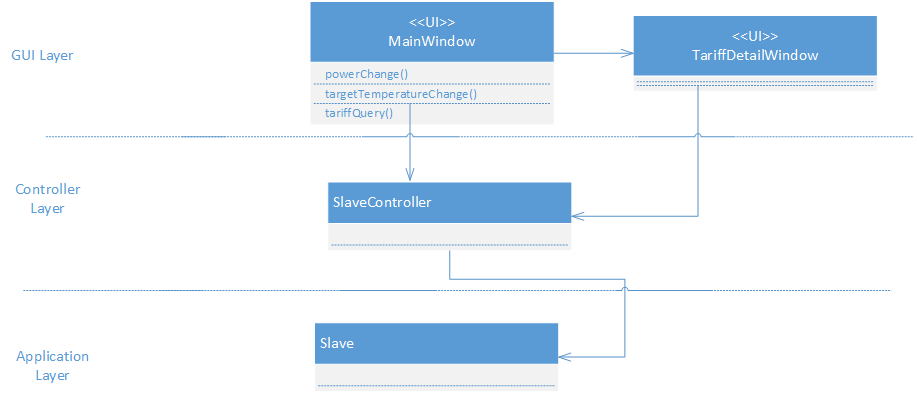 GUI Layer
<<UI>>
MainWindow
powerChange()
targetTemperatureChange()
tariffQuery()
<<UI>>
TariffDetailWindow
Controller
Layer
SlaveController
Application
Layer
Slave